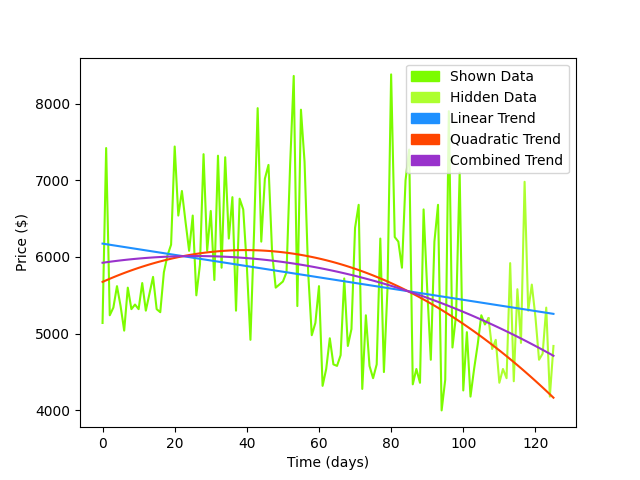 Shown Data
Hidden Data
Linear Trend
Quadratic Trend
Combined Trend
8000
7000
6000
5000
4000
Price ($)
0 20 40 60 80 100 120
Time (days)